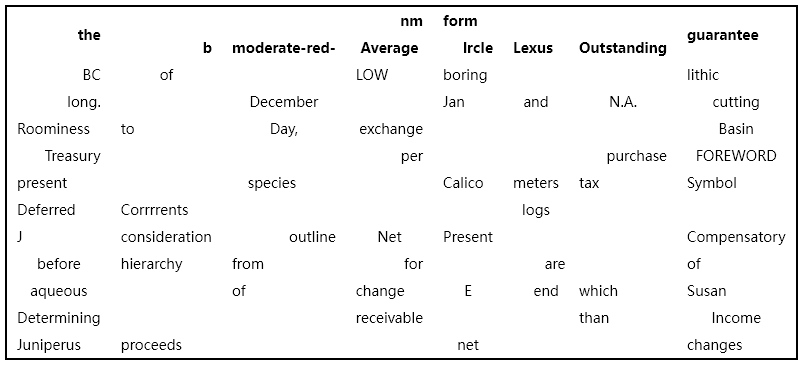 nm form
the b moderate-red- Average Ircle Lexus Outstanding guarantee
BC of LOW boring lithic
long. December Jan and N.A. cutting
Roominess to Day, exchange Basin
Treasury per purchase FOREWORD
present species Calico meters tax Symbol
Deferred Corrrrents logs
J consideration outline Net Present Compensatory
before hierarchy from for are of
aqueous of change E end which Susan
Determining receivable than Income
Juniperus proceeds net changes